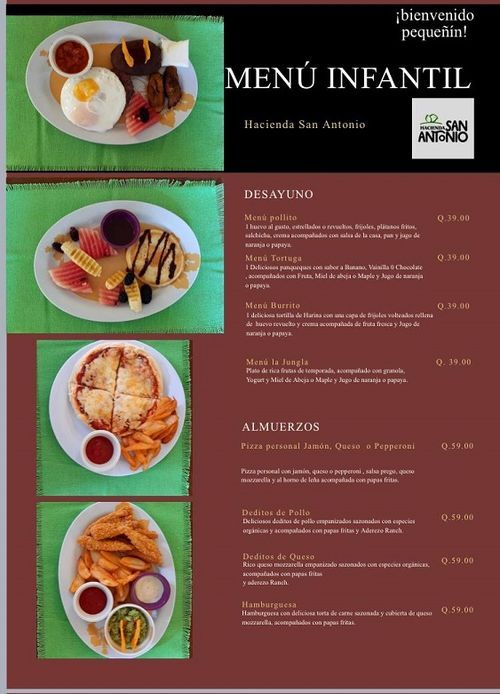 ¡bienvenido
pequeñín!
MENÚ INFANTIL
Hacienda San Antonio
HACIENDA
SAN
ANTONIO
DESAYUNO
Menú pollito Q.39.00
1 huevo al gusto, estrellados o revueltos, frijoles, plátanos fritos,
salchicha, crema acompañados con salsa de la casa, pan y jugo de
naranja o papaya.
Menú Tortuga Q.39.00
1 Deliciosos panqueques con sabor a Banano, Vainilla 0 Chocolate
, acompañados con Fruta, Miel de abeja o Maple y Jugo de naranja
o papaya.
Menú Burrito Q.39.00
1 deliciosa tortilla de Harina con una capa de frijoles volteados rellena
de huevo revuelto y crema acompañada de fruta fresca y Jugo de
naranja o papaya.
Menú la Jungla Q. 39.00
Plato de rica frutas de temporada, acompañado con granola,
Yogurt y Miel de Abeja o Maple y Jugo de naranja o papaya.
ALMUERZOS
Pizza personal Jamón, Queso o Pepperoni Q.59.00
Pizza personal con jamón, queso o pepperoni , salsa prego, queso
mozzarella y al horno de leña acompañada con papas fritas.
Deditos de Pollo Q.59.00
Deliciosos deditos de pollo empanizados sazonados con especies
orgánicas y acompañados con papas fritas y Aderezo Ranch.
Deditos de Queso Q.59.00
Rico queso mozzarella empanizado sazonados con especies orgánicas,
acompañados con papas fritas
y aderezo Ranch.
Hamburguesa Q.59.00
Hamburguesa con deliciosa torta de carne sazonada y cubierta de queso
mozzarella, acompañados con papas fritas.